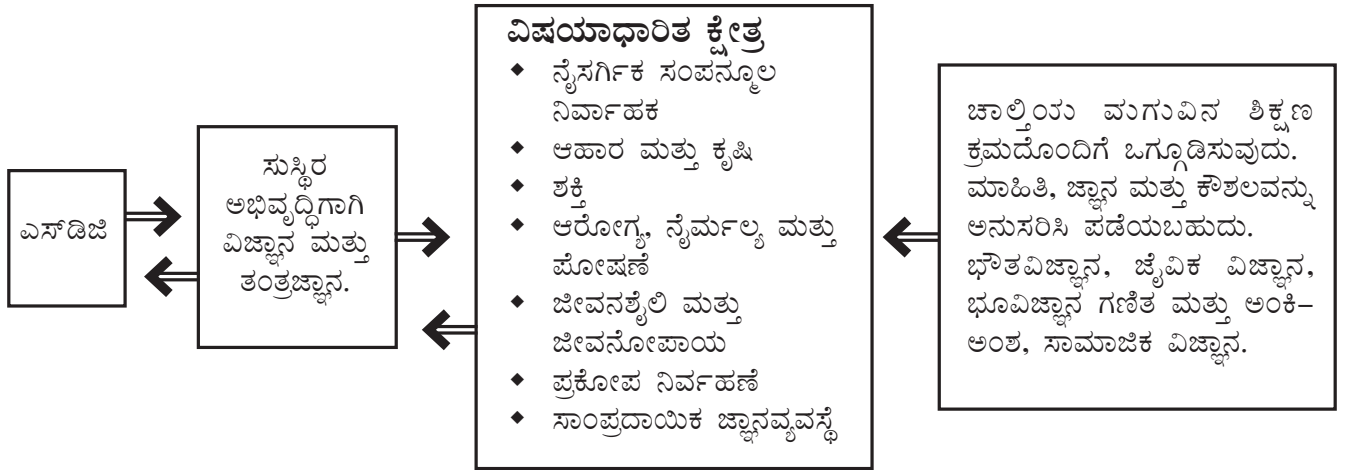 ಎಸ್‌ಡಿಜಿ
ಸುಸ್ಥಿರ
ಅಭಿವೃದ್ಧಿಗಾಗಿ
ವಿಜ್ಞಾನ ಮತ್ತು
ತಂತ್ರಜ್ಞಾನ.
ವಿಷಯಾಧಾರಿತ ಕ್ಷೇತ್ರ
◆ ನೈಸರ್ಗಿಕ ಸಂಪನ್ಮೂಲ
ನಿರ್ವಾಹಕ
◆ ಆಹಾರ ಮತ್ತು ಕೃಷಿ
◆ ಶಕ್ತಿ
◆ ಆರೋಗ್ಯ, ನೈರ್ಮಲ್ಯ ಮತ್ತು
ಪೋಷಣೆ
◆ ಜೀವನಶೈಲಿ ಮತ್ತು
ಜೀವನೋಪಾಯ
◆ ಪ್ರಕೋಪ ನಿರ್ವಹಣೆ
◆ ಸಾಂಪ್ರದಾಯಿಕ ಜ್ಞಾನವ್ಯವಸ್ಥೆ
ಚಾಲ್ತಿಯ ಮಗುವಿನ ಶಿಕ್ಷಣ
ಕ್ರಮದೊಂದಿಗೆ ಒಗ್ಗೂಡಿಸುವುದು.
ಮಾಹಿತಿ, ಜ್ಞಾನ ಮತ್ತು ಕೌಶಲವನ್ನು
ಅನುಸರಿಸಿ ಪಡೆಯಬಹುದು.
ಭೌತವಿಜ್ಞಾನ, ಜೈವಿಕ ವಿಜ್ಞಾನ,
ಭೂವಿಜ್ಞಾನ ಗಣಿತ ಮತ್ತು ಅಂಕಿ–
ಅಂಶ, ಸಾಮಾಜಿಕ ವಿಜ್ಞಾನ.